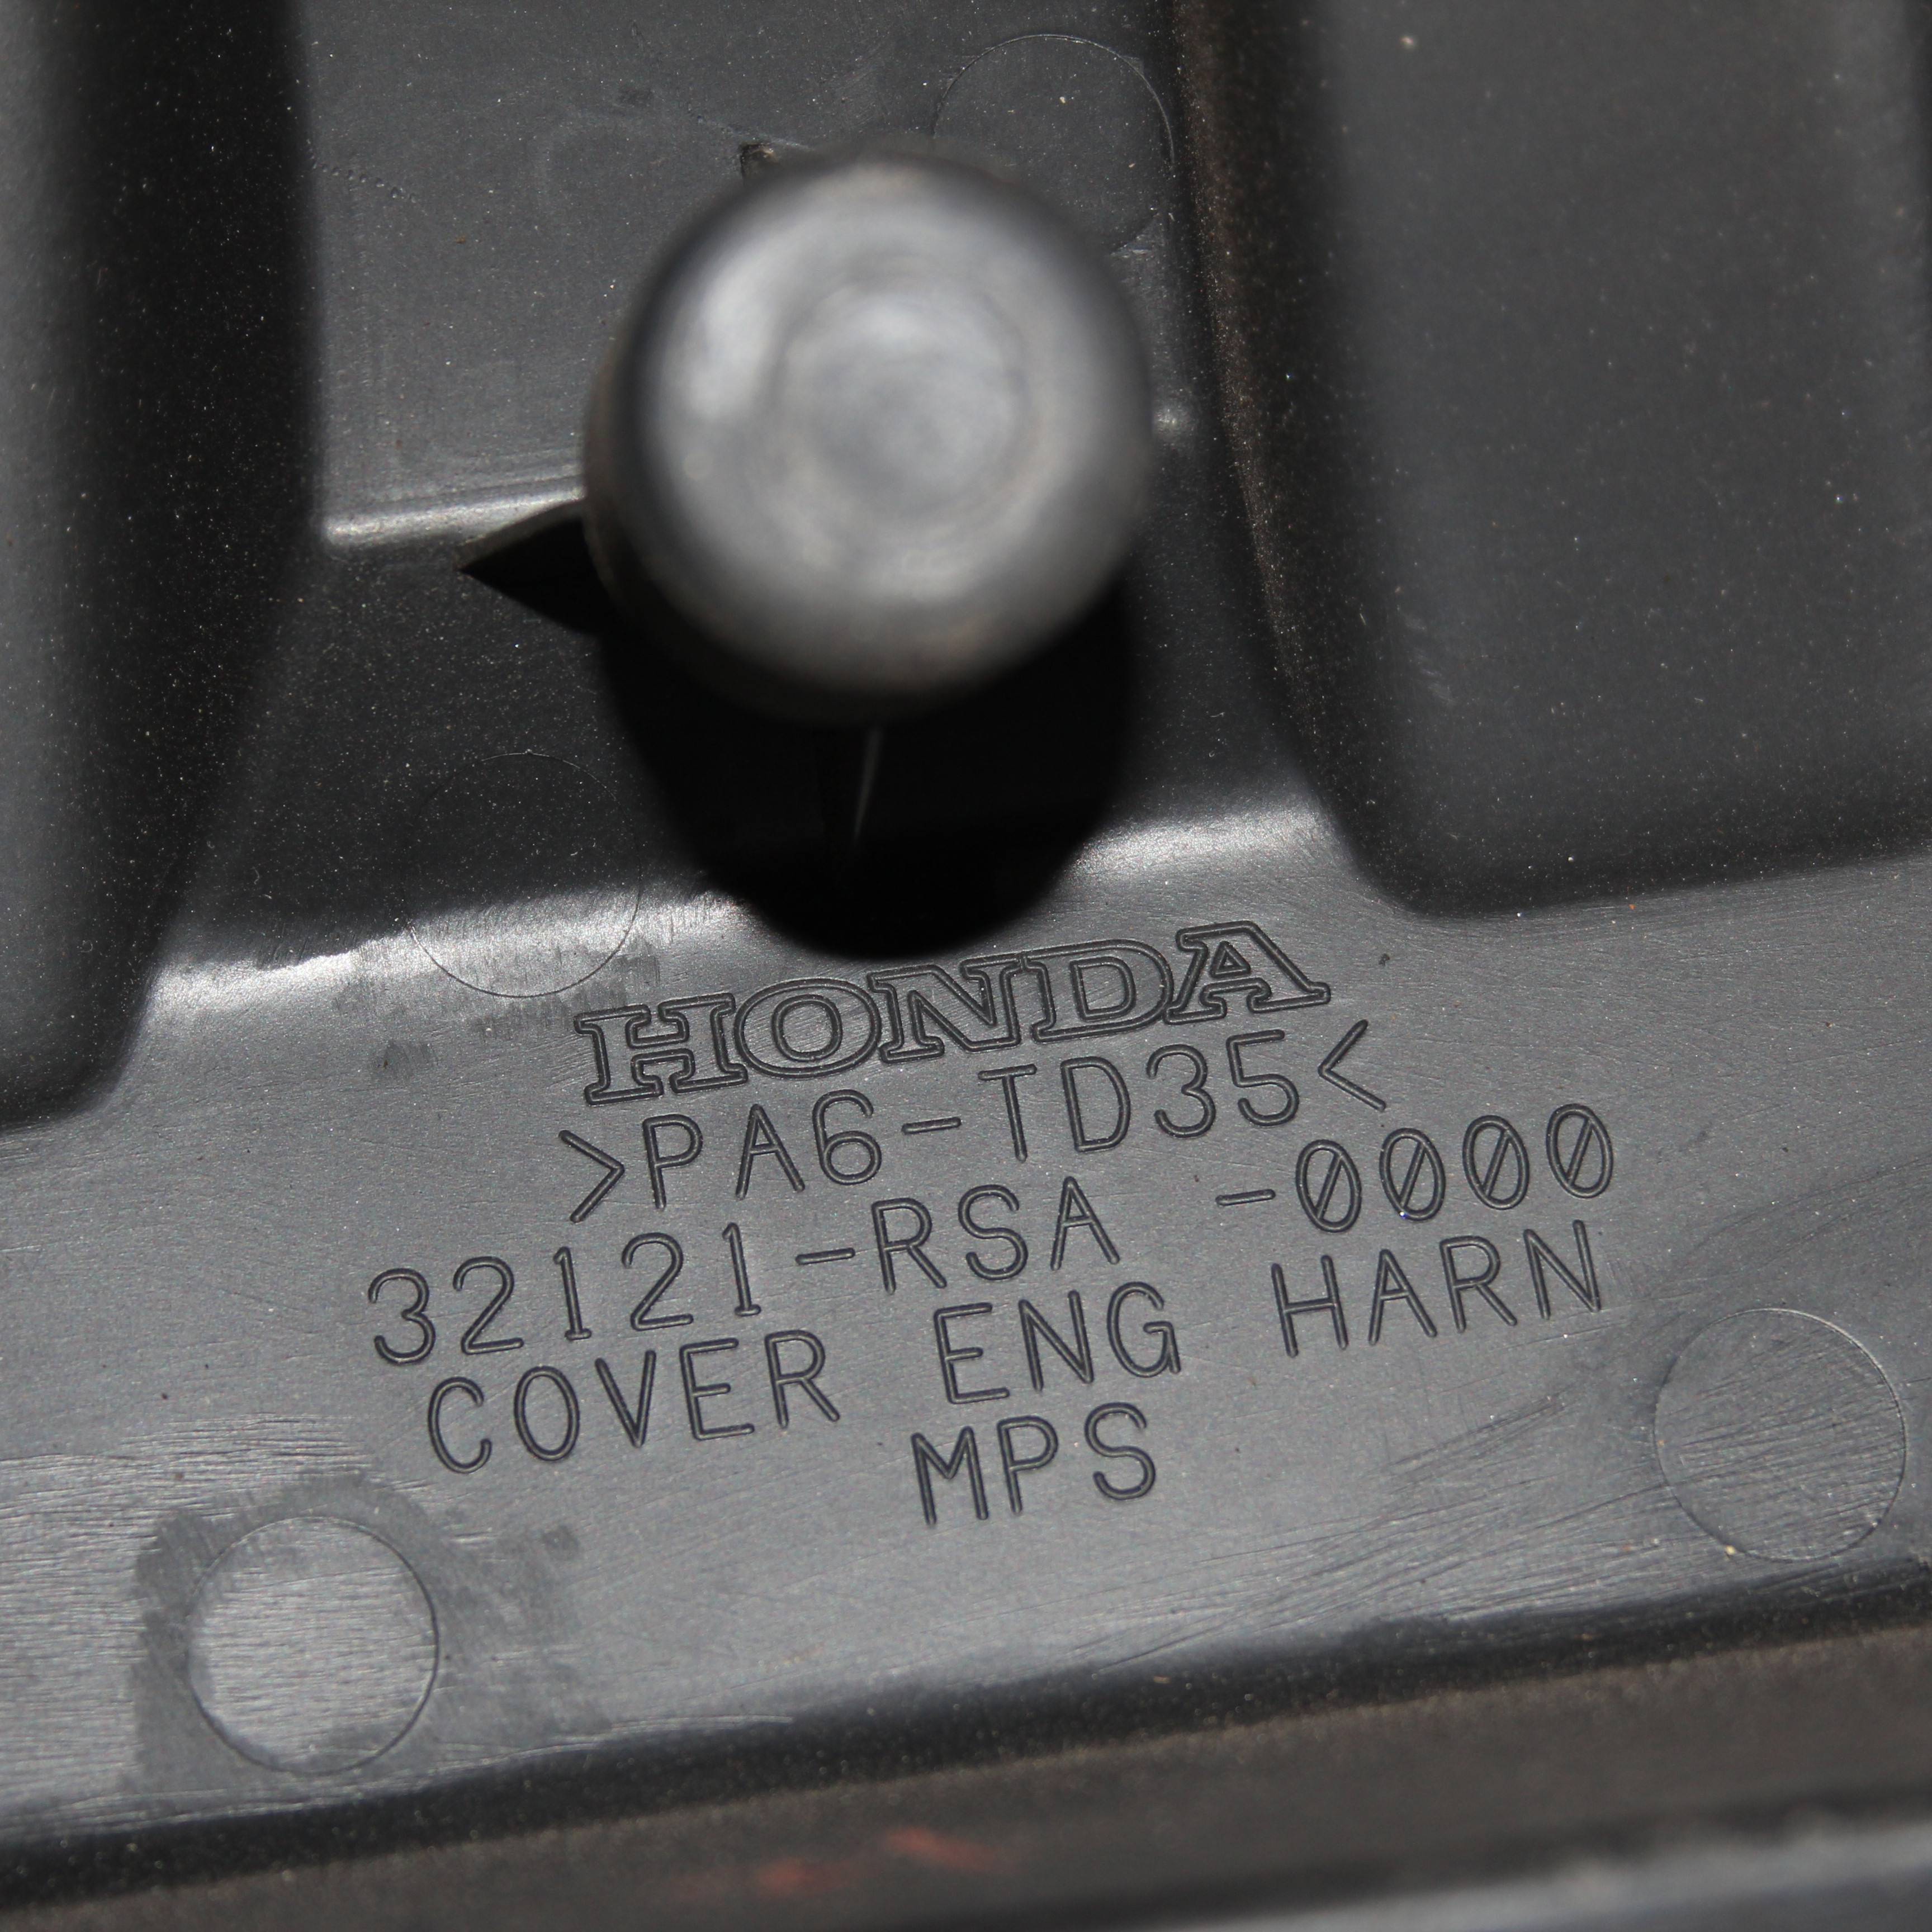 HONDA
>PA6-TD35<
32121-RSA -0000
COVER ENG HARN
MPS